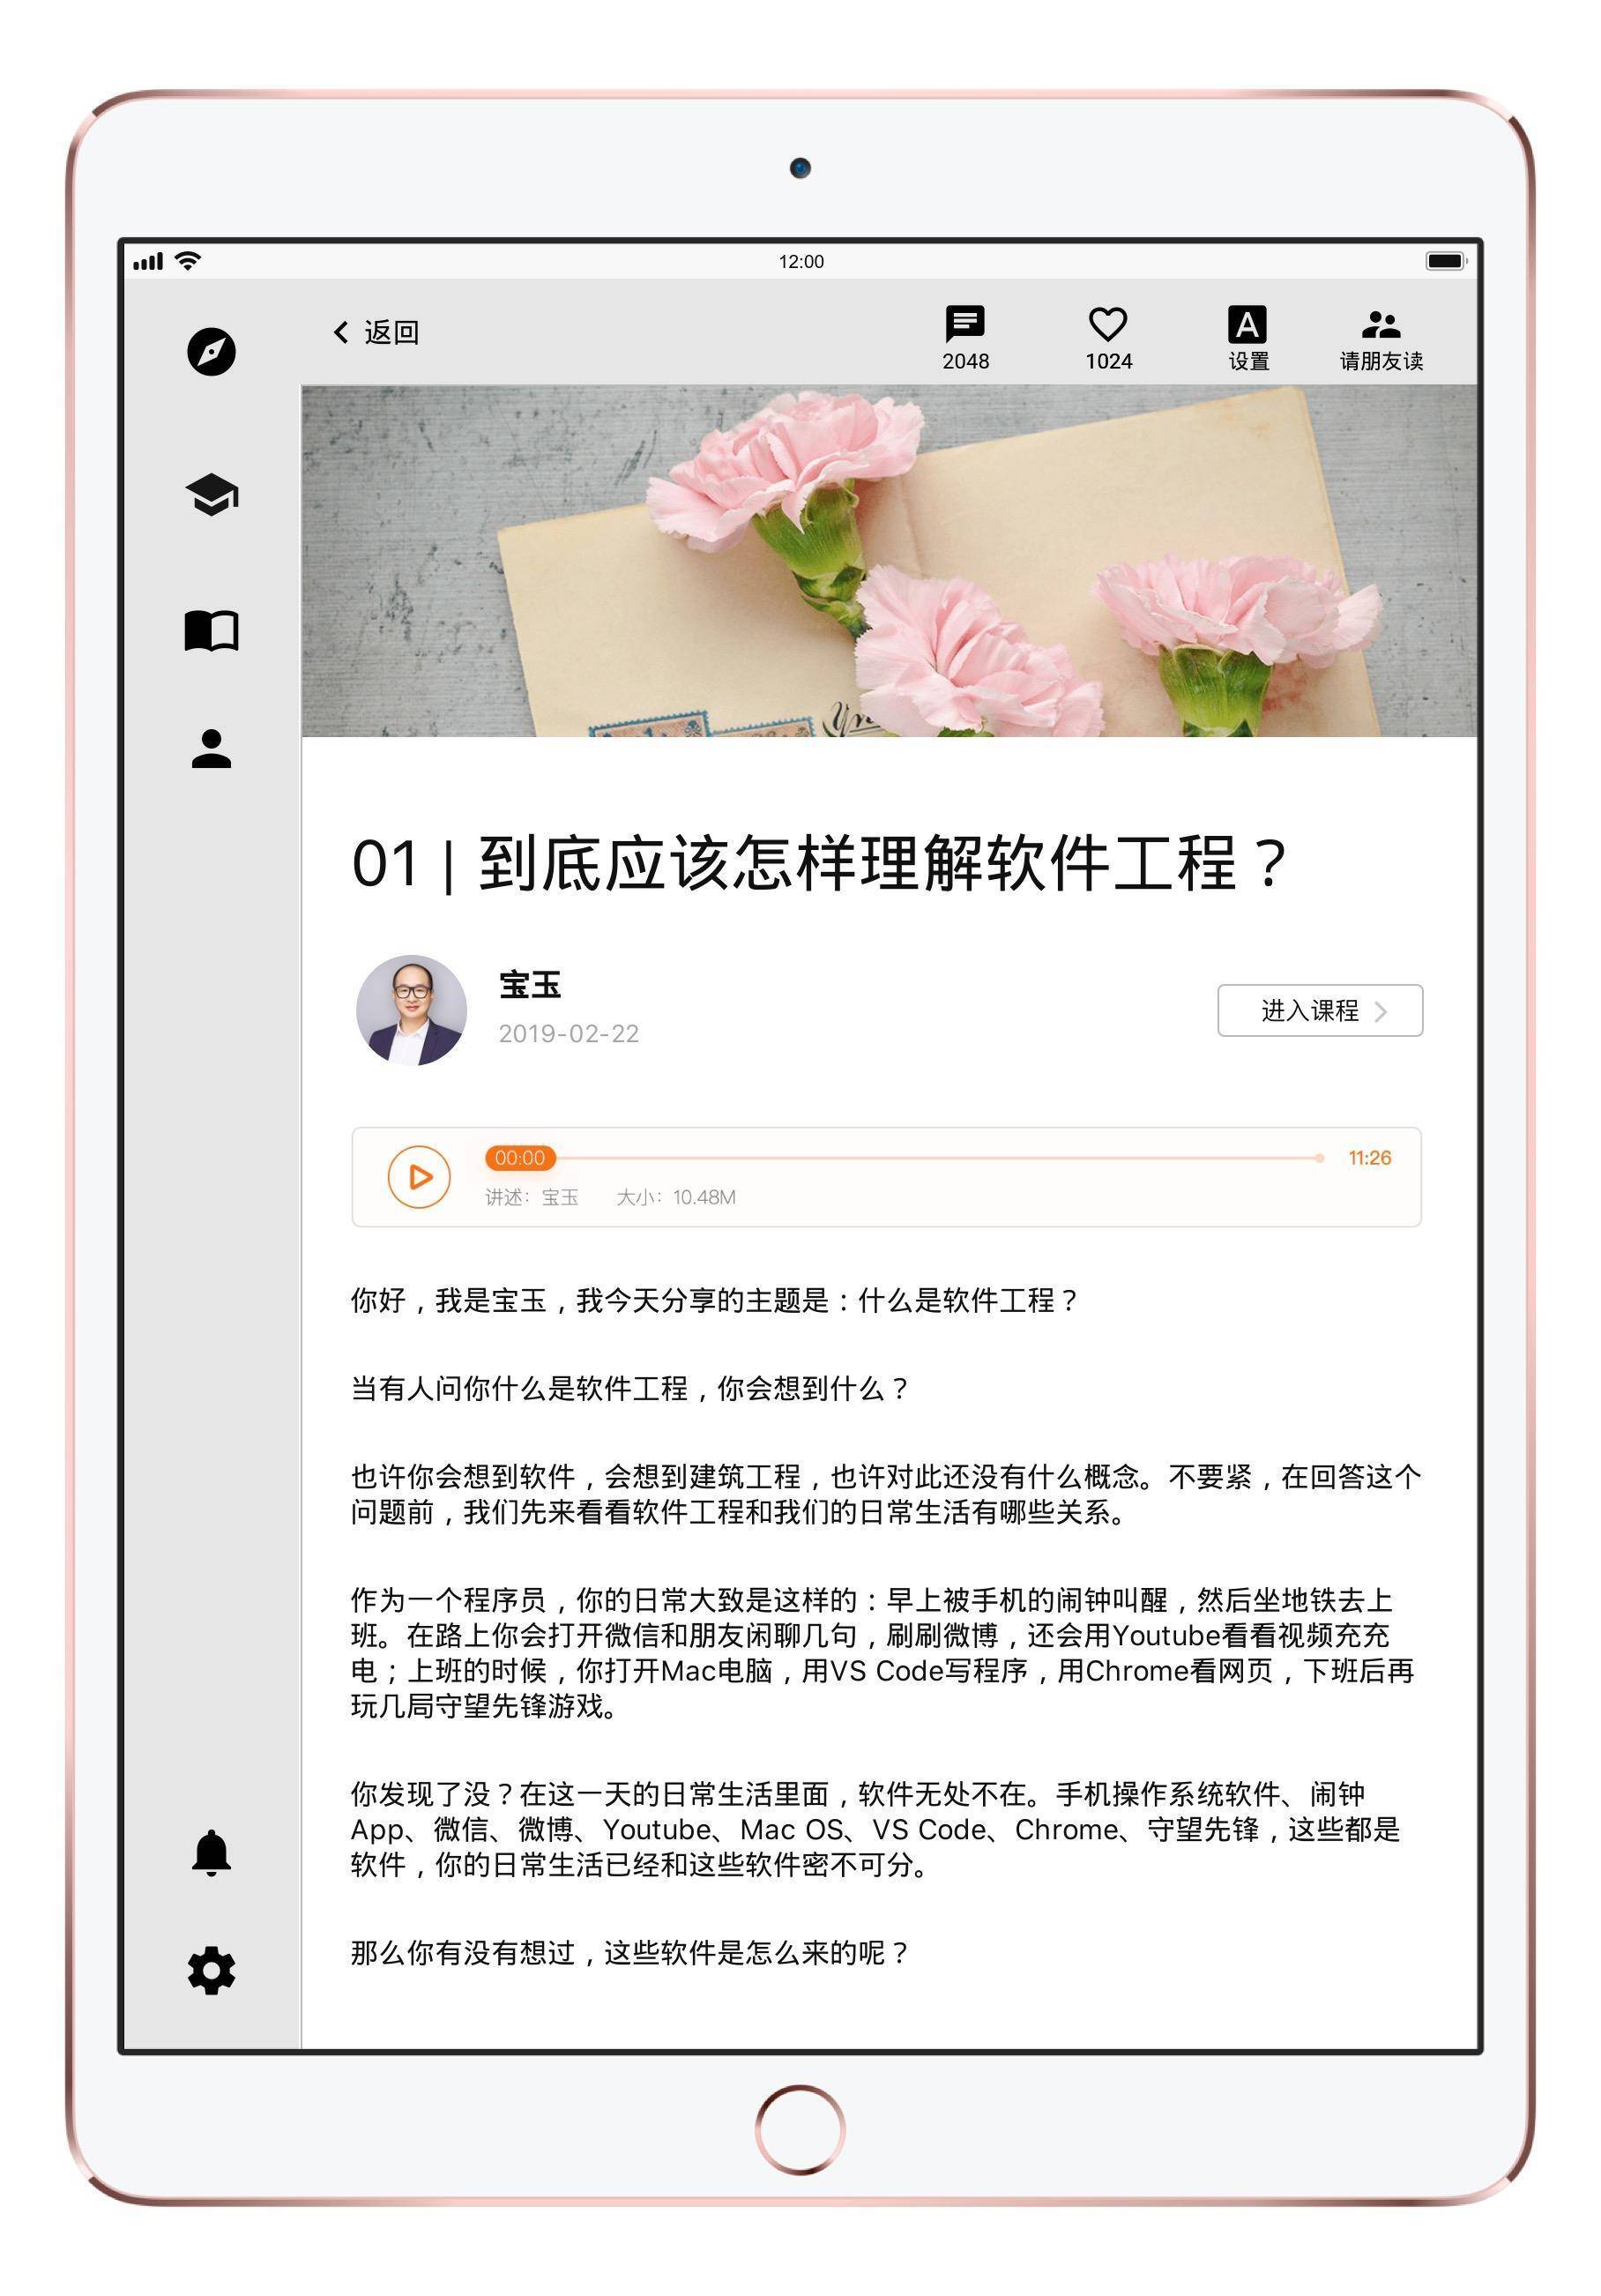 12:00
返回
2048
1024
A
设置
请朋友读
01 | 到底应该怎样理解软件工程？
宝玉
2019-02-22
进入课程
00:00
11:26
讲述：宝玉 大小：10.48M
你好，我是宝玉，我今天分享的主题是：什么是软件工程？
当有人问你什么是软件工程，你会想到什么？
也许你会想到软件，会想到建筑工程，也许对此还没有什么概念。不要紧，在回答这个
问题前，我们先来看看软件工程和我们的日常生活有哪些关系。
作为一个程序员，你的日常大致是这样的：早上被手机的闹钟叫醒，然后坐地铁去上
班。在路上你会打开微信和朋友闲聊几句，刷刷微博，还会用Youtube看看视频充充
电；上班的时候，你打开Mac电脑，用VS Code写程序，用Chrome看网页，下班后再
玩几局守望先锋游戏。
你发现了没？在这一天的日常生活里面，软件无处不在。手机操作系统软件、闹钟
App、微信、微博、Youtube、Mac OS、VS Code、Chrome、守望先锋，这些都是
软件，你的日常生活已经和这些软件密不可分。
那么你有没有想过，这些软件是怎么来的呢？